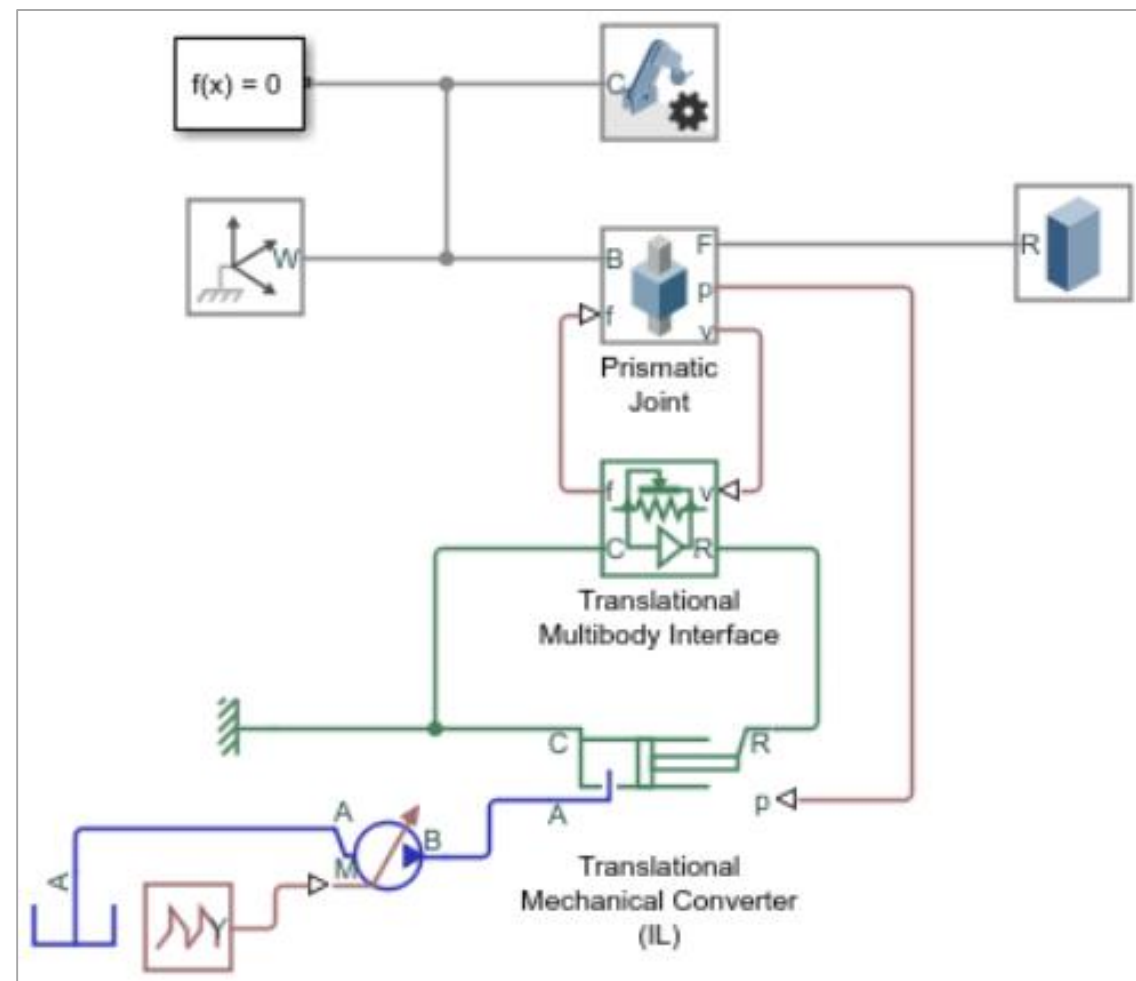 f(x) = 0
C
W
B
F
R
p
f
v
Prismatic
Joint
f
v
C
R
Translational
Multibody Interface
C
R
p
A
A
B
M
A
Y
Translational
Mechanical Converter
(IL)